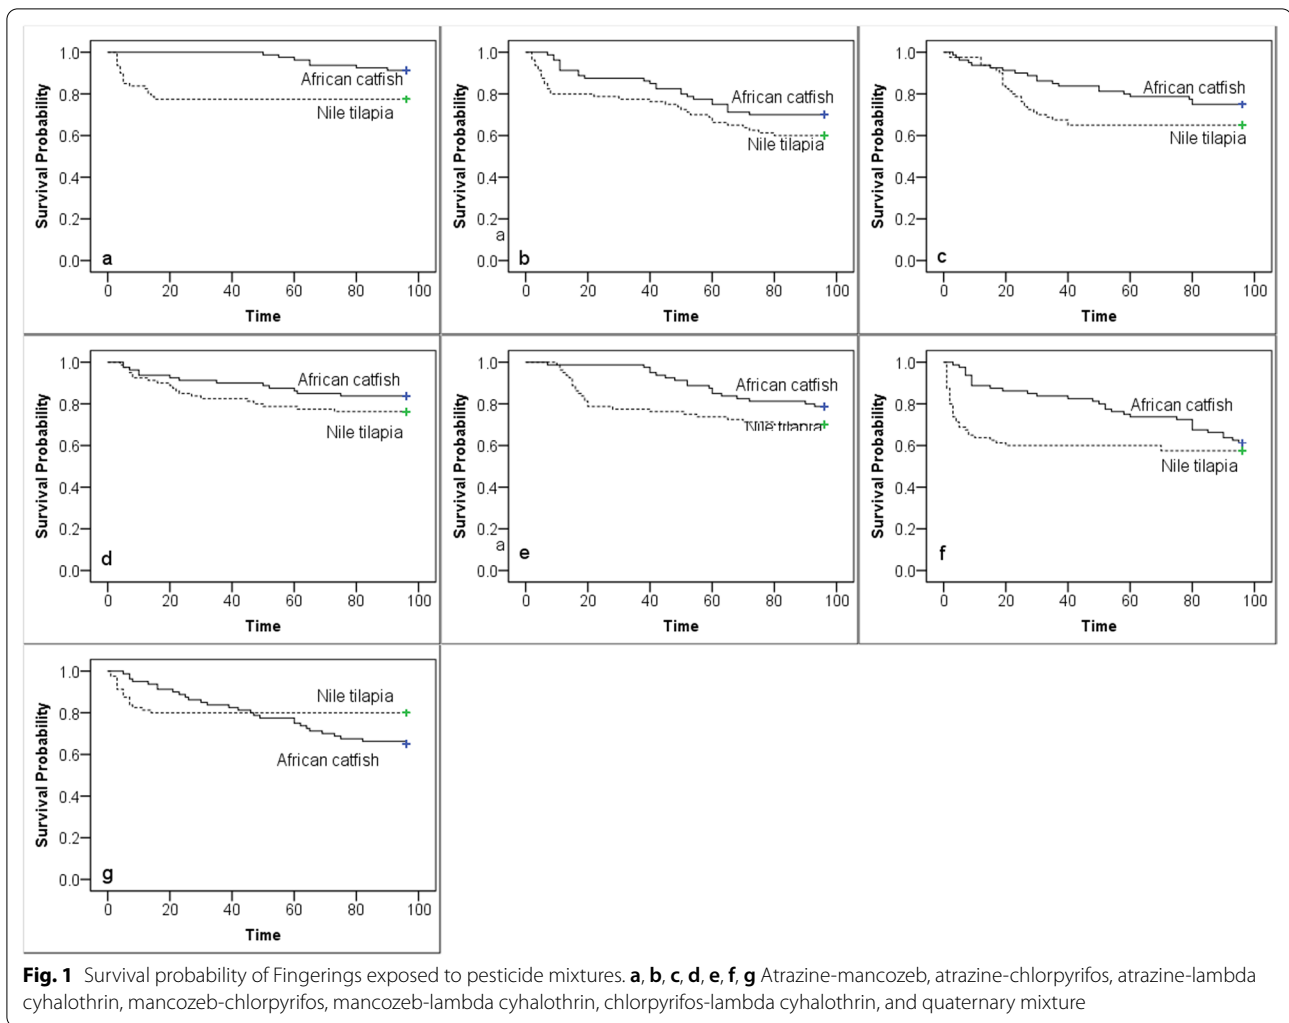 1.0
0.8
0.6
0.4
0.2
0.0
Survival Probability
African catfish
Nile tilapia
a
0 20 40 60 80 100
Time
1.0
0.8
0.6
0.4
0.2
a
0.0
Survival Probability
African catfish
Nile tilapia
b
0 20 40 60 80 100
Time
1.0
0.8
0.6
0.4
0.2
0.0
Survival Probability
African catfish
Nile tilapia
c
0 20 40 60 80 100
Time
1.0
0.8
0.6
0.4
0.2
0.0
Survival Probability
African catfish
Nile tilapia
d
0 20 40 60 80 100
Time
1.0
0.8
0.6
0.4
0.2
a
0.0
Survival Probability
African catfish
Nile tilapia
e
0 20 40 60 80 100
Time
1.0
0.8
0.6
0.4
0.2
0.0
Survival Probability
African catfish
Nile tilapia
f
0 20 40 60 80 100
Time
1.0
0.8
0.6
0.4
0.2
0.0
Survival Probability
Nile tilapia
African catfish
g
0 20 40 60 80 100
Time
Fig. 1 Survival probability of Fingerings exposed to pesticide mixtures. a, b, c, d, e, f, g Atrazine-mancozeb, atrazine-chlorpyrifos, atrazine-lambda
cyhalothrin, mancozeb-chlorpyrifos, mancozeb-lambda cyhalothrin, chlorpyrifos-lambda cyhalothrin, and quaternary mixture